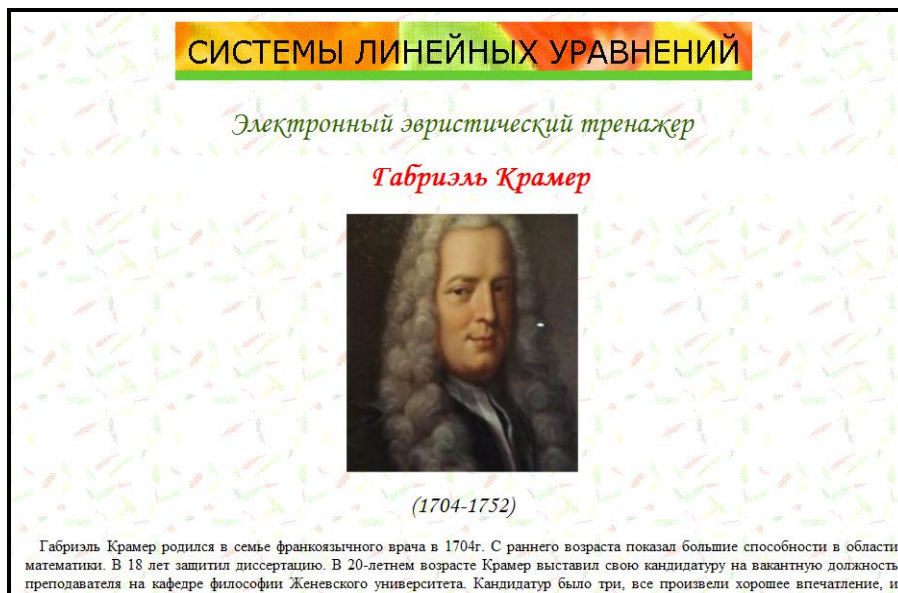 СИСТЕМЫ ЛИНЕЙНЫХ УРАВНЕНИЙ
Электронный эвристический тренажер
Габриэль Крамер
(1704-1752)
Габриэль Крамер родился в семье франкоязычного врача в 1704г. С раннего возраста показал большие способности в области
математики. В 18 лет защитил диссертацию. В 20-летнем возрасте Крамер выставил свою кандидатуру на вакантную должность
преподавателя на кафедре философии Женевского университета. Кандидатур было три, все произвели хорошее впечатление, и